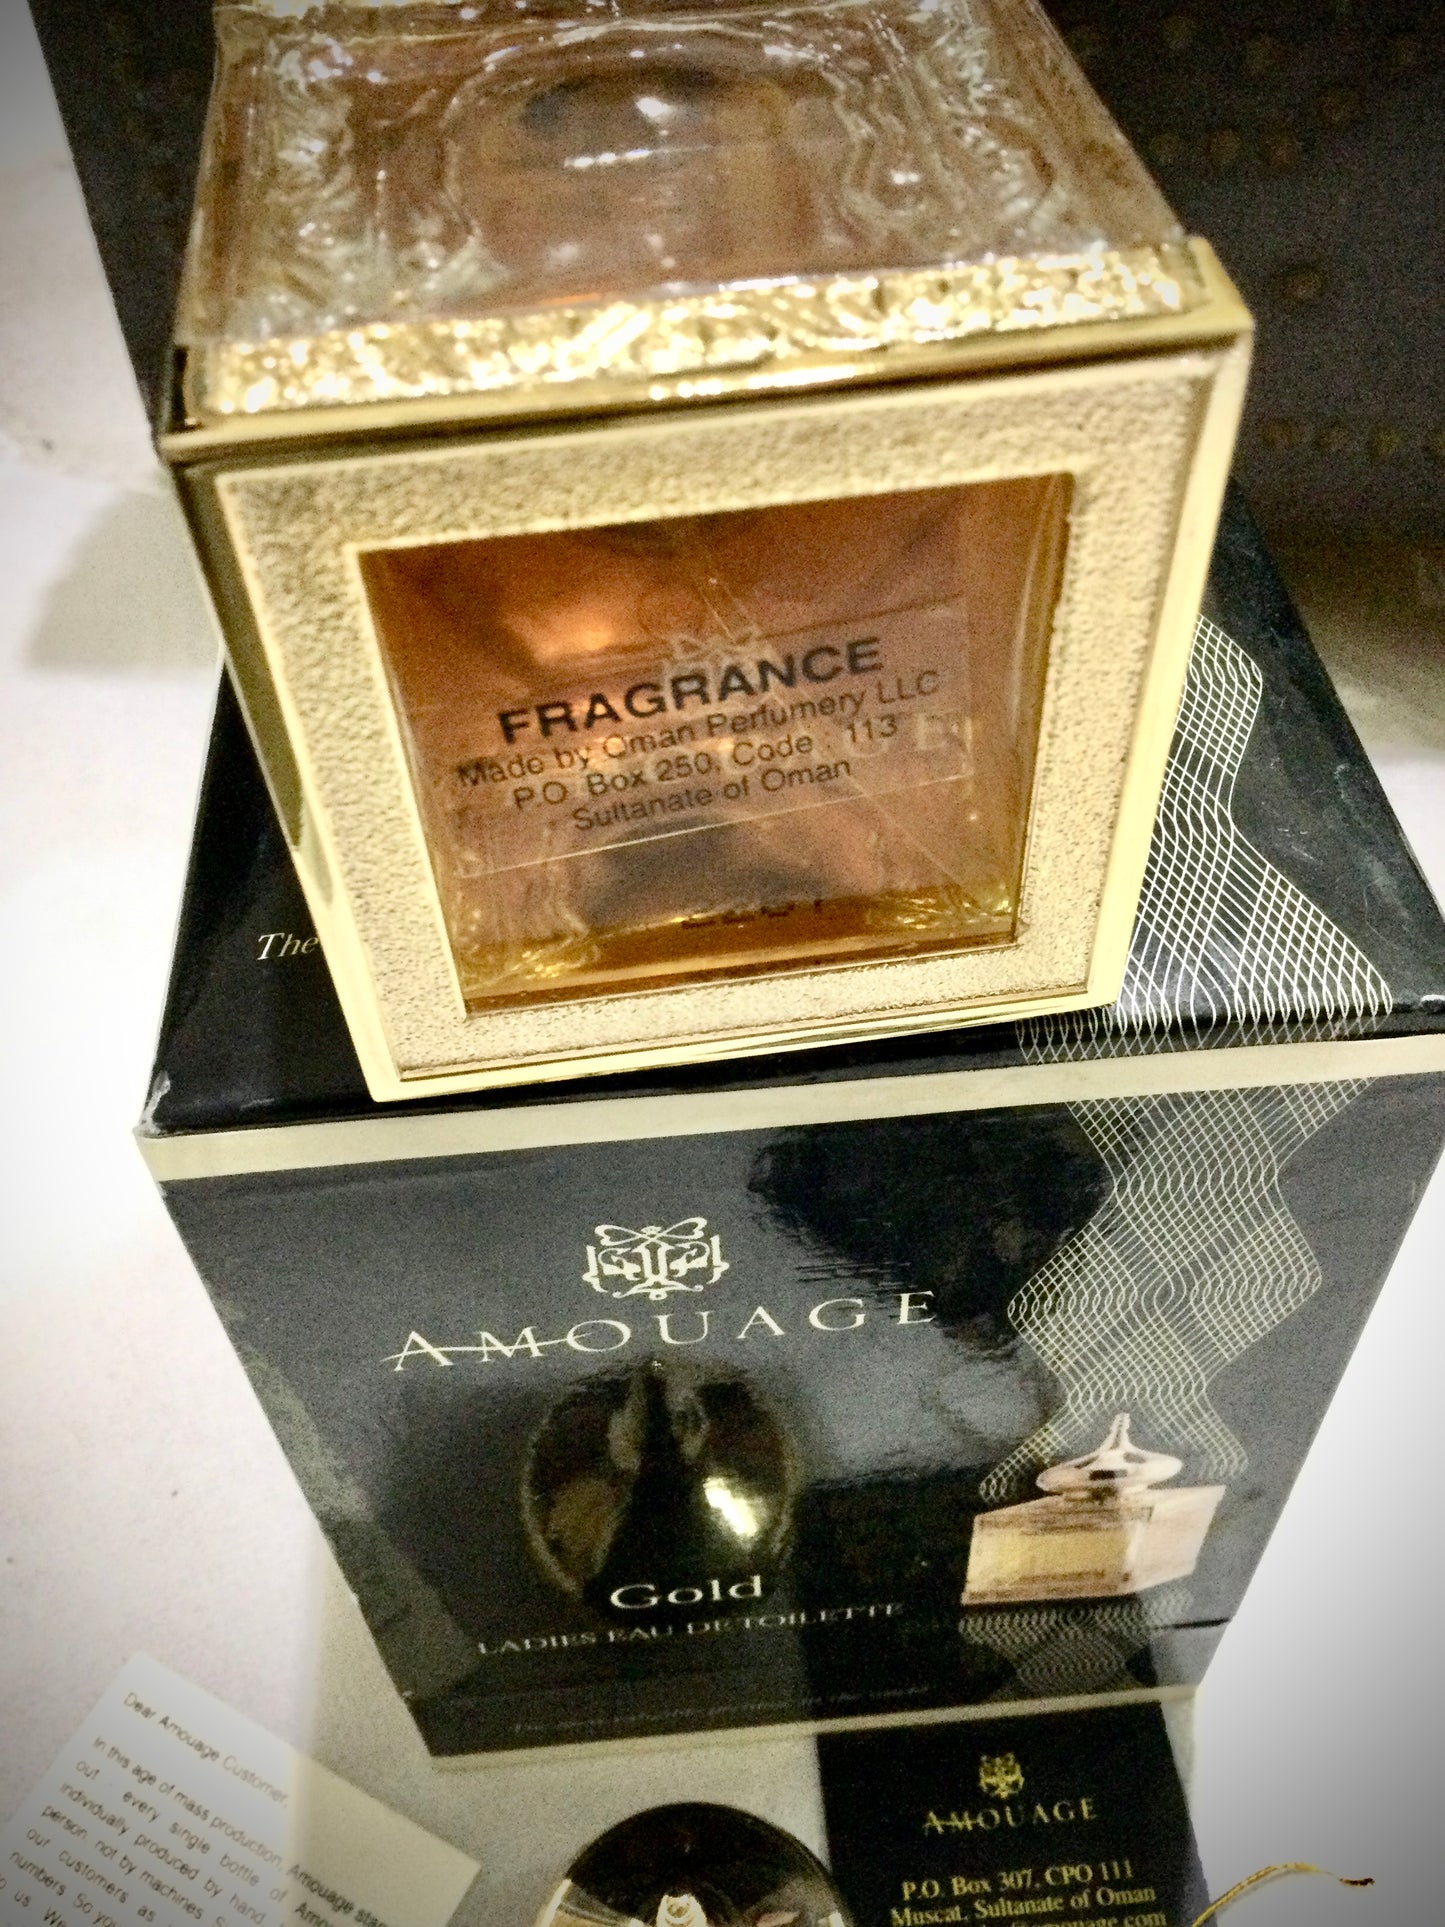 FRAGRANCE
Made by Oman Perfumery LLC
P.O. Box 250, Code . 113
Sultanate of Oman
The
AMOUAGE
Gold
LADIES EAU DE TOILETTE
Dear Amouage Customer,
In this age of mass production, Amouage
out every single bottle of
individually produced by hand
person, not by machines
our customers as
numbers So
us We
AMOUAGE
P.O. Box 307, CPO 111
Muscat, Sultanate of Oman